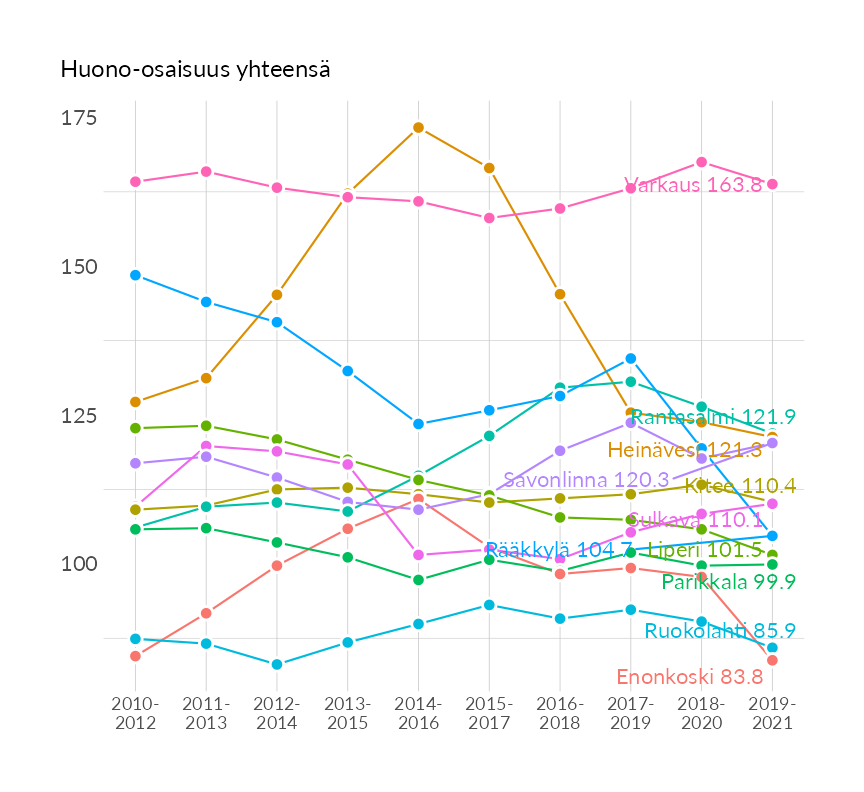 Huono-osaisuus yhteensä
175
Varkaus 163.8
150
125
Rantasalmi 121.9
Heinävesi 121.3
Savonlinna 120.3
Kitee 110.4
Sulkava 110.1
Rääkkylä 104.7
Liperi 101.5
100
Parikkala 99.9
Ruokolahti 85.9
Enonkoski 83.8
2010- 2011- 2012- 2013- 2014- 2015- 2016- 2017- 2018- 2019-
2012 2013 2014 2015 2016 2017 2018 2019 2020 2021